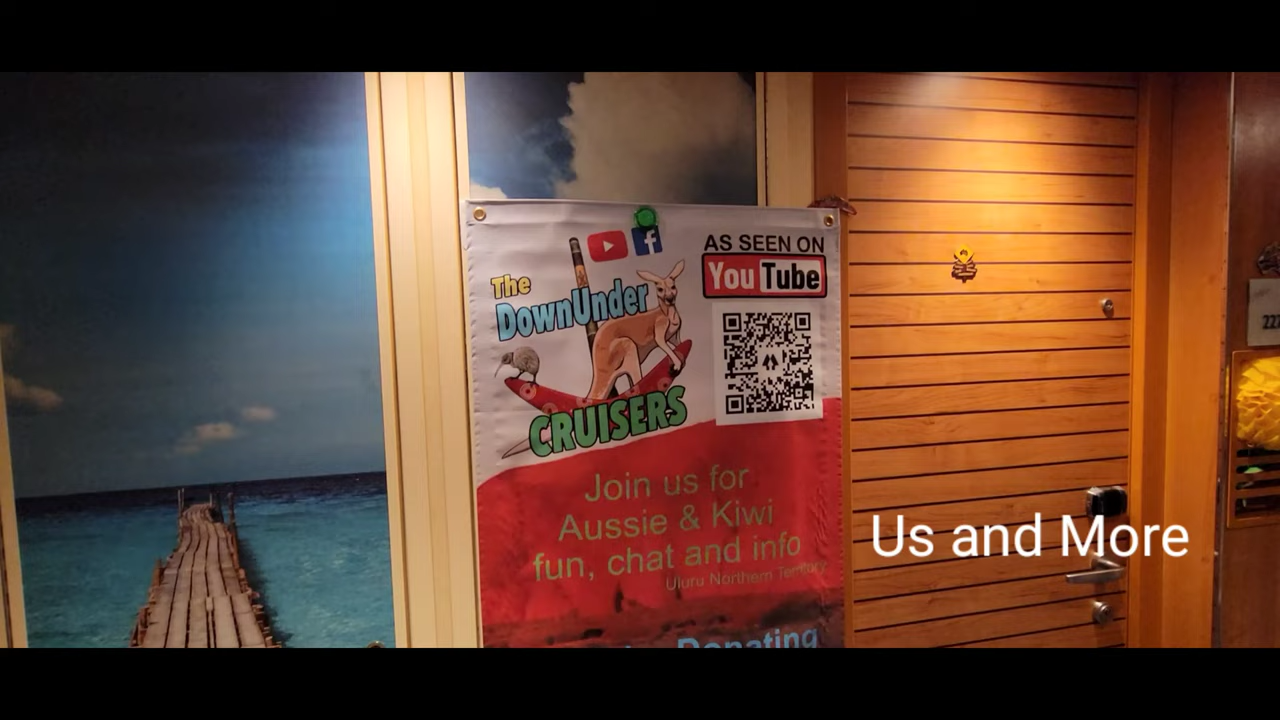 AS SEEN ON
YouTube
The
DownUnder
CRUISERS
Join us for
Aussie & Kiwi
fun, chat and info
Uluru Northern Territory
Donating
Us and More